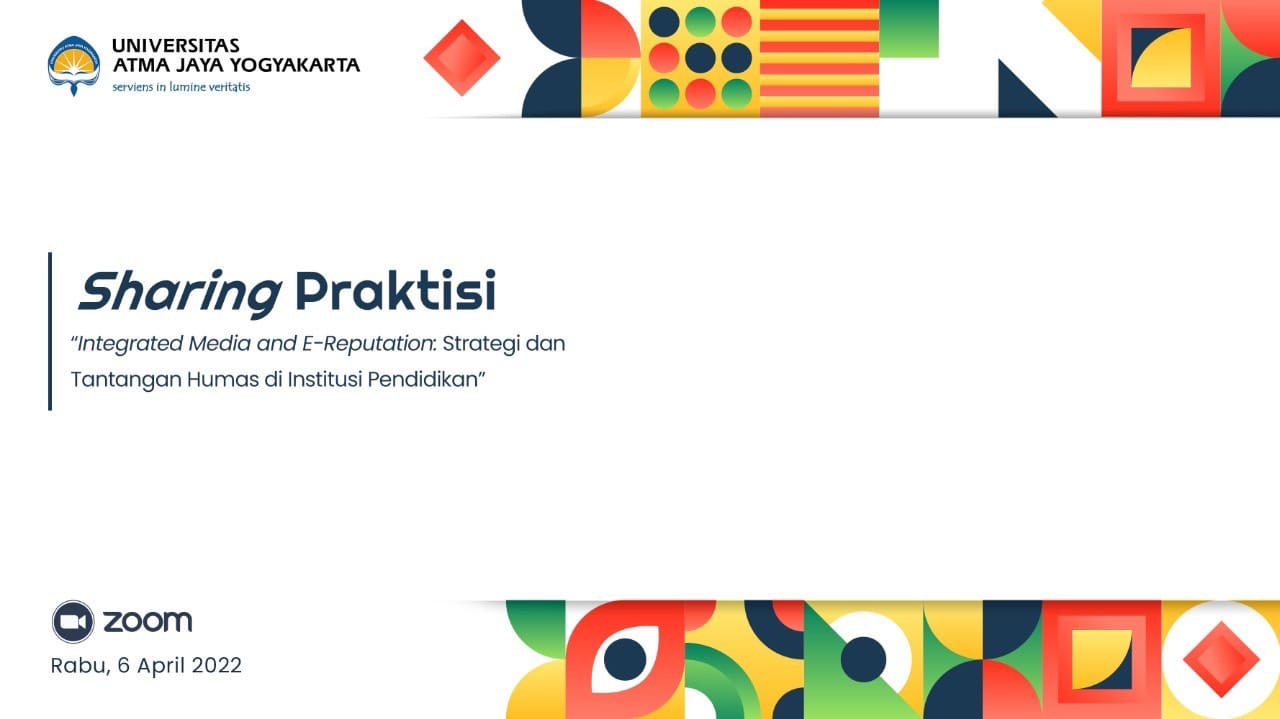 UNIVERSITAS
ATMA JAYA YOGYAKARTA
serviens in lumine veritatis
Sharing Praktisi
“Integrated Media and E-Reputation: Strategi dan
Tantangan Humas di Institusi Pendidikan”
zoom
Rabu, 6 April 2022